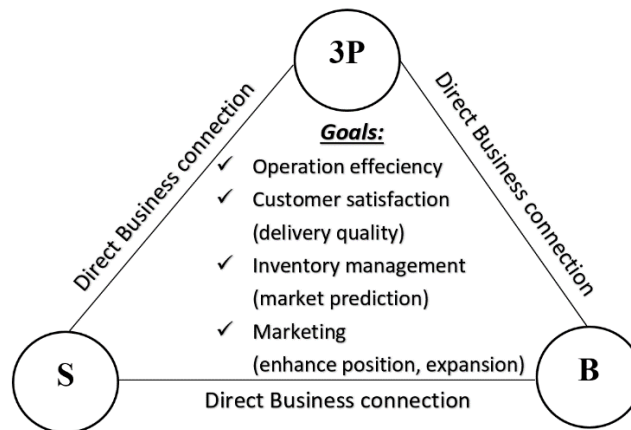 3P
Direct Business connection
Direct Business connection
Goals:
✓ Operation effeciency
✓ Customer satisfaction
(delivery quality)
✓ Inventory management
(market prediction)
✓ Marketing
(enhance position, expansion)
S
B
Direct Business connection